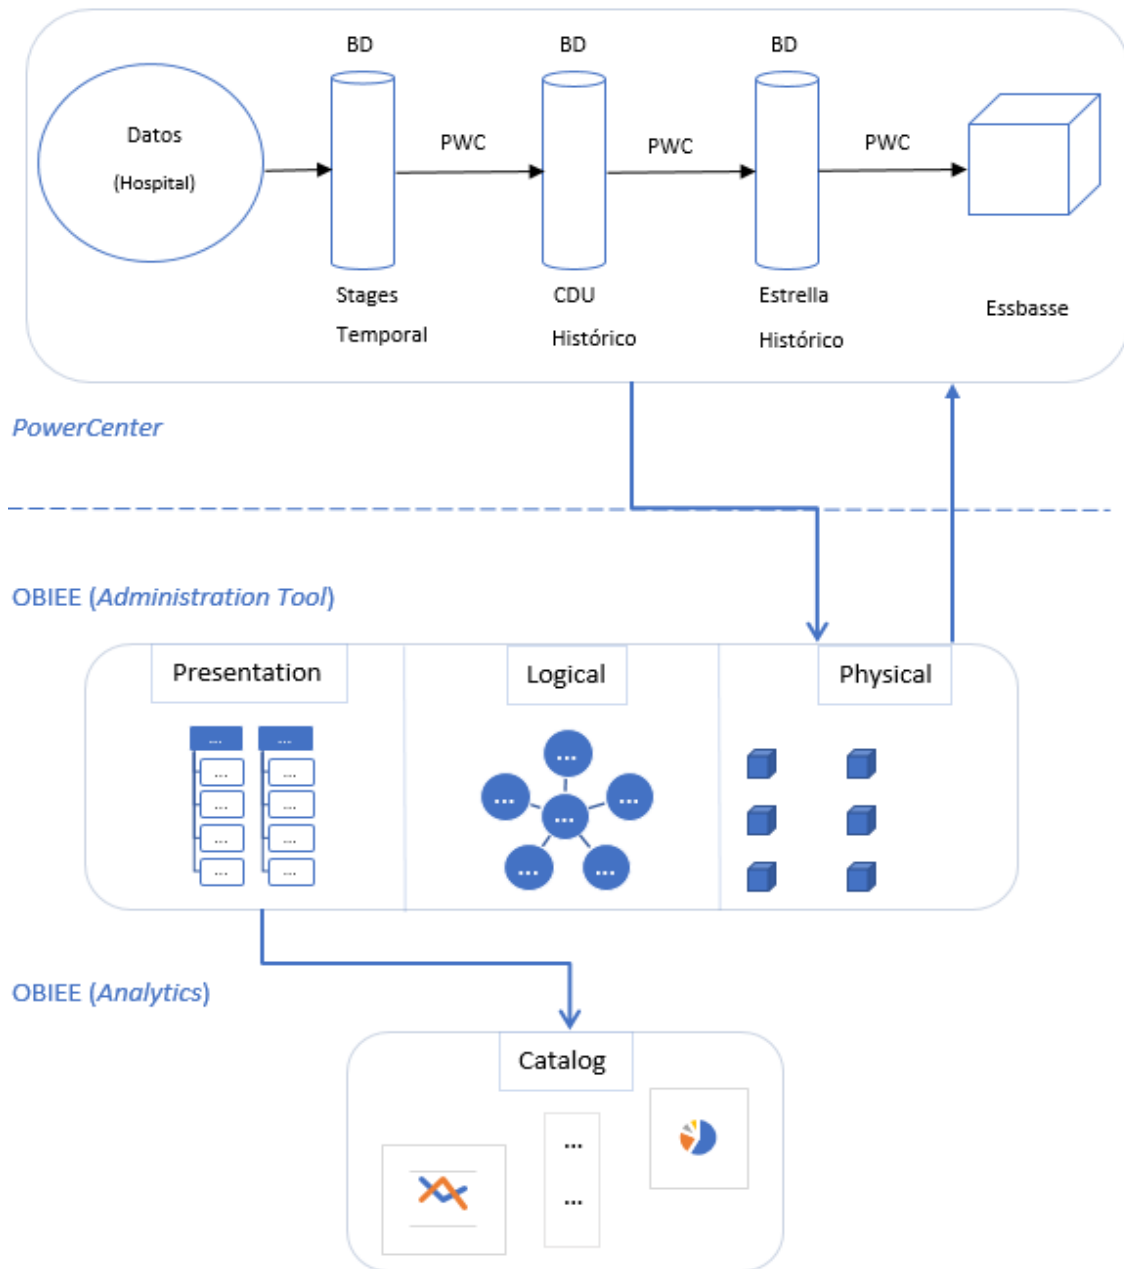 BD
BD
BD
Datos
(Hospital)
PWC
PWC
PWC
Stages
Temporal
CDU
Histórico
Estrella
Histórico
Essbasse
PowerCenter
OBIEE (Administration Tool)
Presentation
Logical
Physical
... ...
... ...
... ...
... ...
... ...
...
... ...
...
... ...
OBIEE (Analytics)
Catalog
...
...